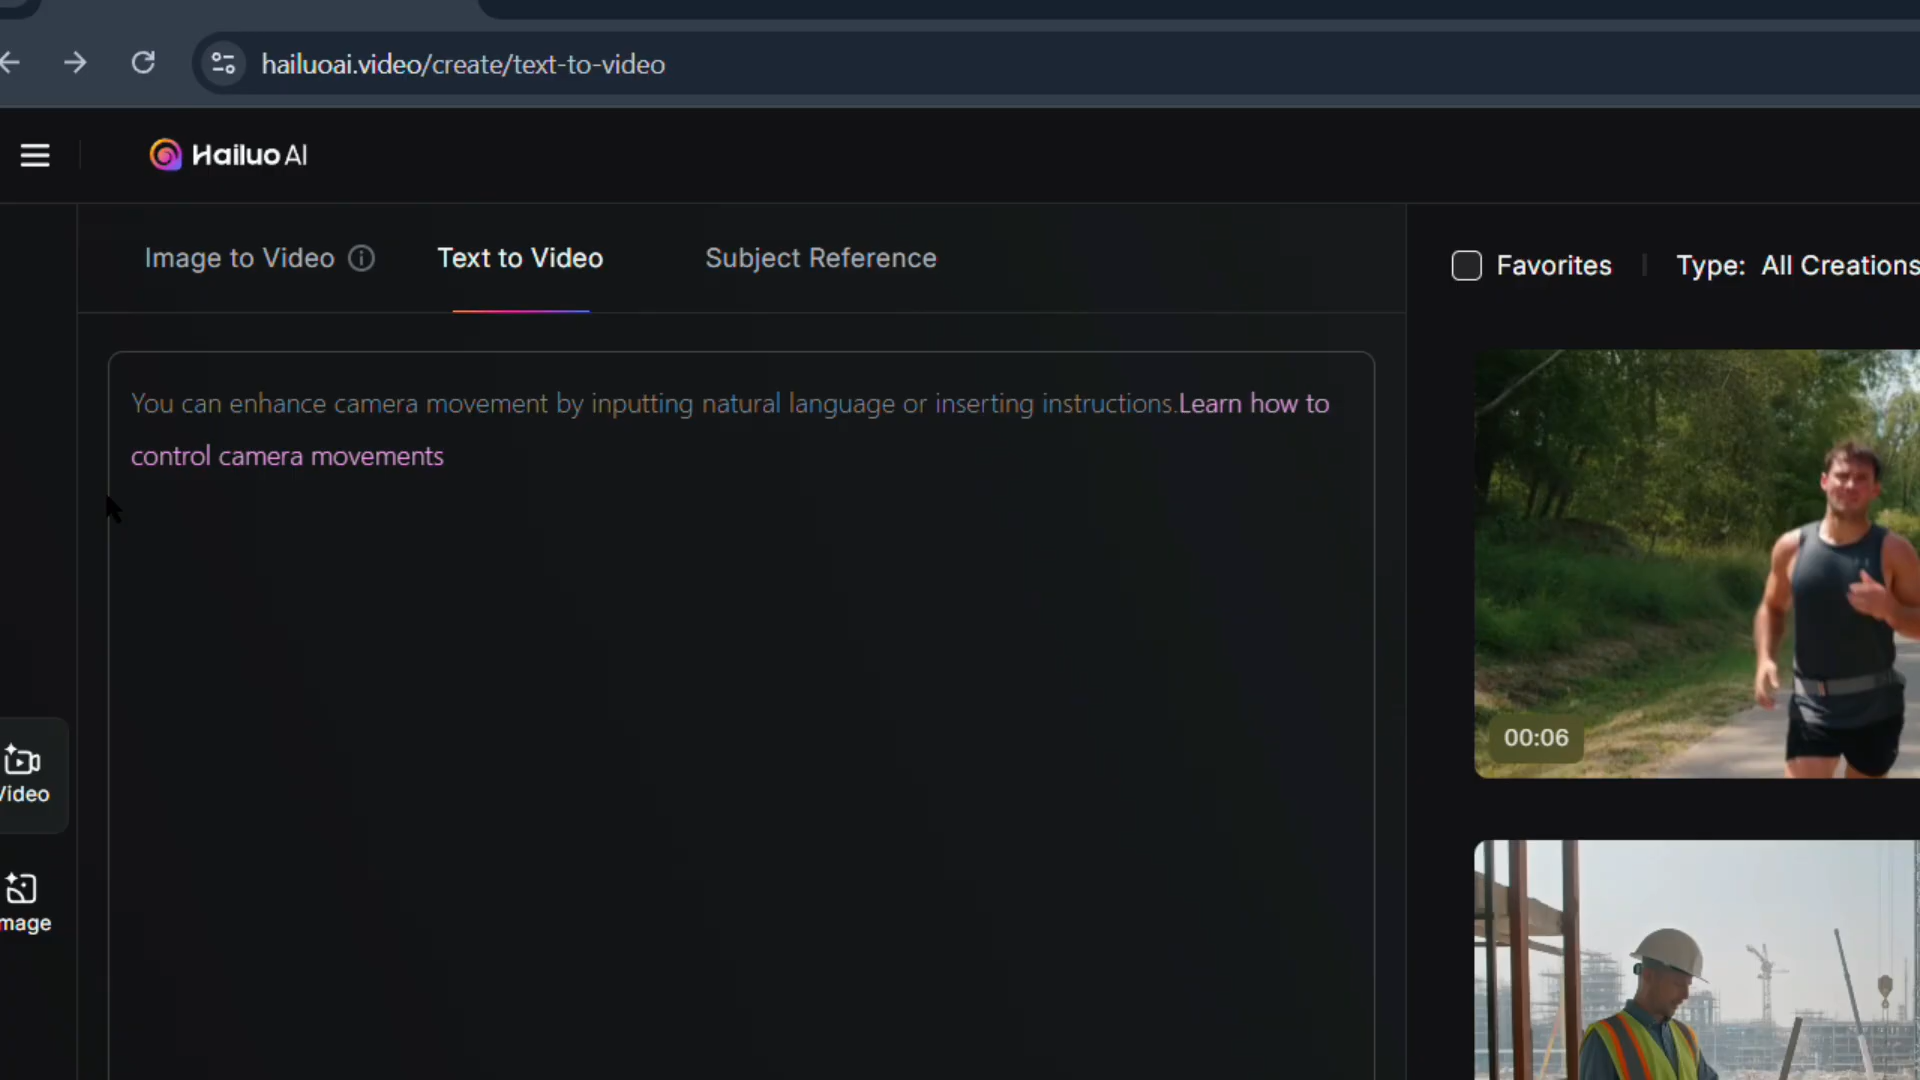 hailuoai.video/create/text-to-video
Hailuo AI
Image to Video
Text to Video
Subject Reference
Favorites
Type: All Creations
You can enhance camera movement by inputting natural language or inserting instructions.Learn how to
control camera movements
00:06
Video
mage